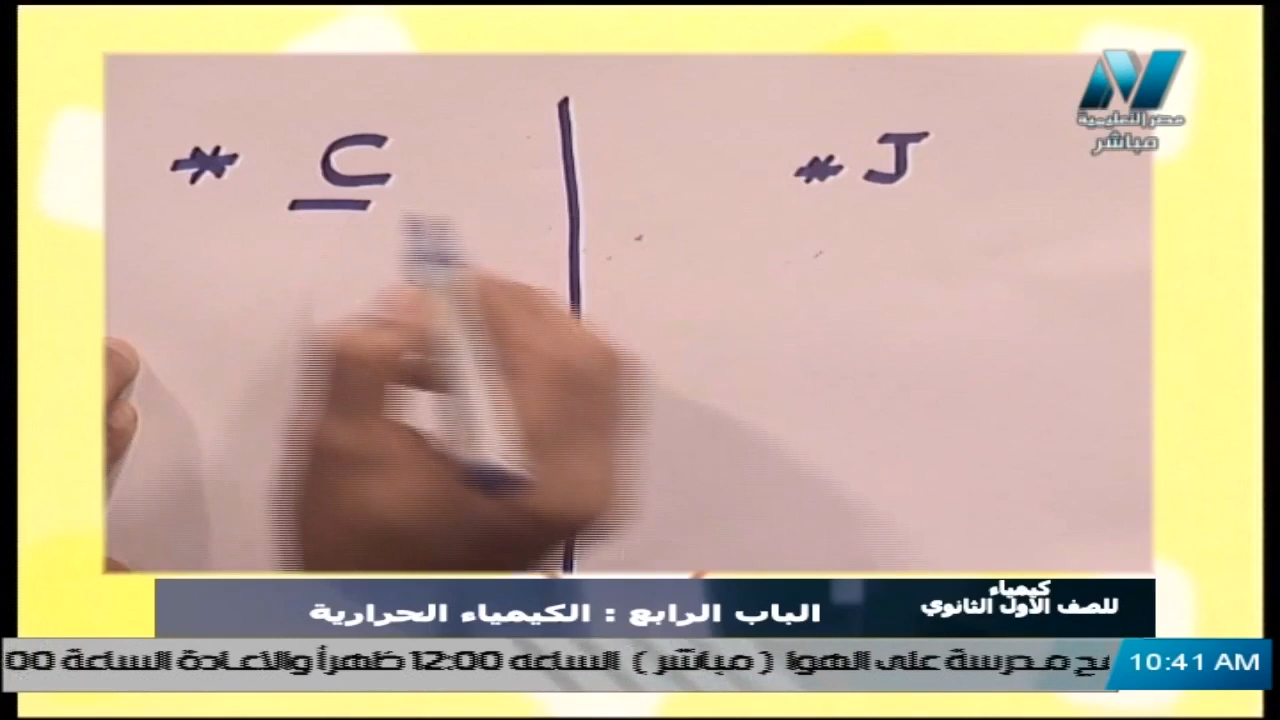 مصر التعليمية
مباشر
* C
* J
كيمياء
للصف الأول الثانوي
الباب الرابع : الكيمياء الحرارية
مدرسة على الهوا ( مباشر ) الساعه 12:00 ظهراً والاعادة الساعة 00
10:41 AM